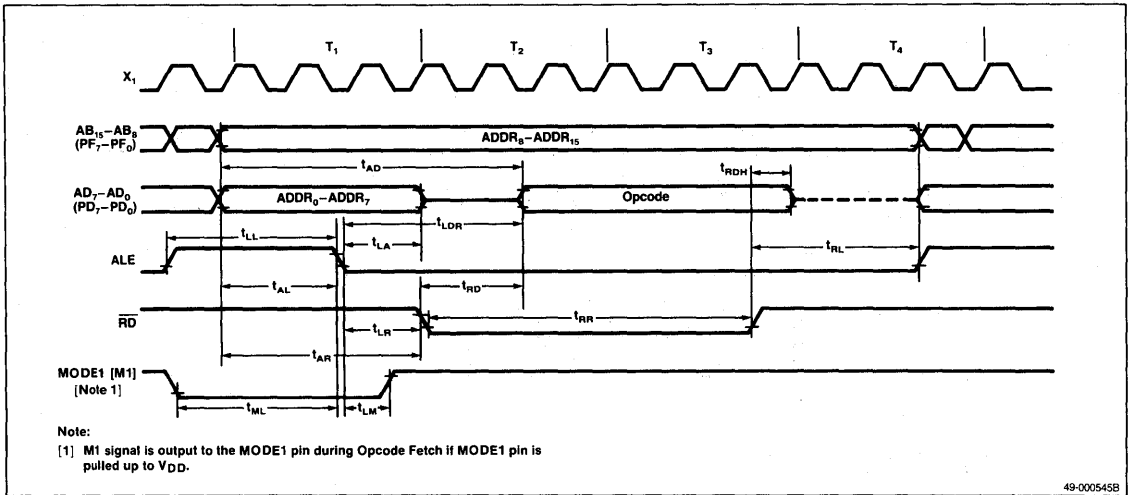 T1 T2 T3 T4
X1
AB15–AB8
(PF7–PF0)
ADDR8–ADDR15
tAD
tRDH
AD7–AD0
(PD7–PD0)
ADDR0–ADDR7
Opcode
tLDR
tLL
tLA
tRL
ALE
tAL
tRD
RD
tRR
tLR
tAR
MODE1 [M1]
[Note 1]
tML
tLM
Note:
[1] M1 signal is output to the MODE1 pin during Opcode Fetch if MODE1 pin is
pulled up to VDD.
49-000545B